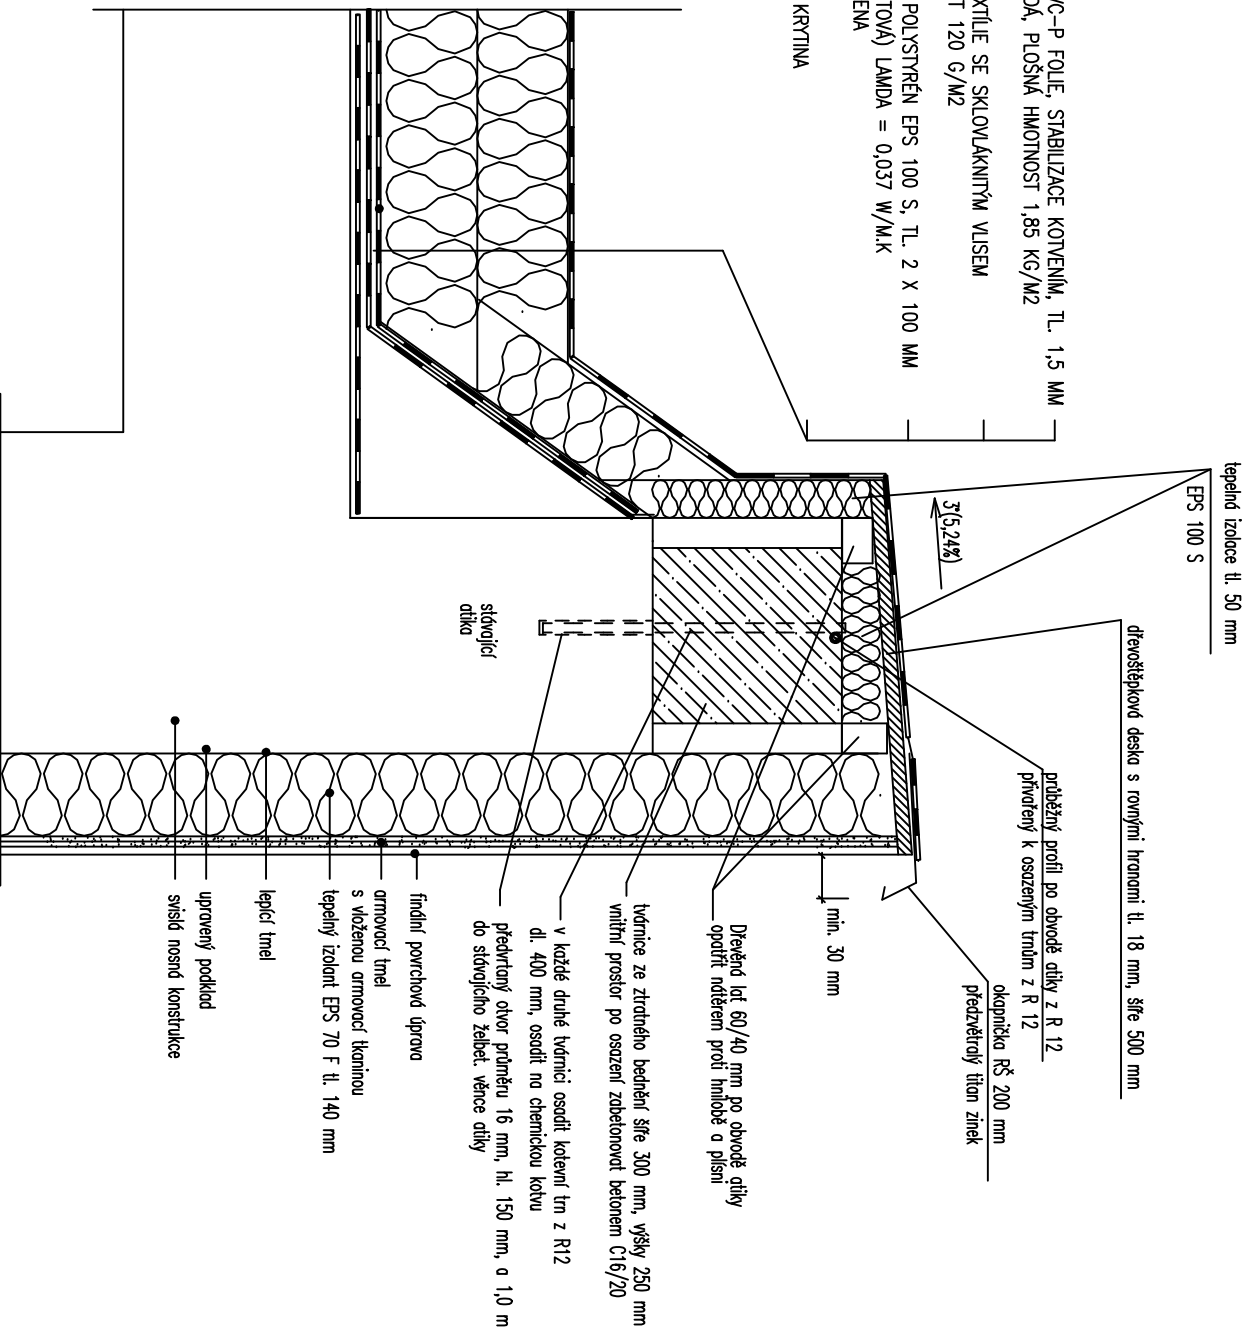 VC-P FOLIE, STABILIZACE KOTVENÍM, TL. 1,5 MM
DÁ, PLOŠNÁ HMOTNOST 1,85 KG/M2
XTÍLIE SE SKLOVLÁKNITÝM VLISEM
T 120 G/M2
POLYSTYRÉN EPS 100 S, TL. 2 X 100 MM
TOVÁ) LAMDA = 0,037 W/M.K
ENA
KRYTINA
tepelná izolace tl. 50 mm
EPS 100 S
3°(5,24%)
dřevoštěpková deska s rovnými hranami tl. 18 mm, šíře 500 mm
průběžný profil po obvodě atiky z R 12
přivařený k osazeným trnům z R 12
okapnička RŠ 200 mm
předzvětralý titan zinek
min. 30 mm
Dřevěná lať 60/40 mm po obvodě atiky
opatřit nátěrem proti hnilobě a plísni
tvárnice ze ztratného bednění šíře 300 mm, výšky 250 mm
vnitřní prostor po osazení zabetonovat betonem C16/20
v každé druhé tvárnici osadit kotevní trn z R12
dl. 400 mm, osadit na chemickou kotvu
předvrtaný otvor průměru 16 mm, hl. 150 mm, a 1,0 m
do stávajícího želbet. věnce atiky
stávající
atika
finální povrchová úprava
armovací tmel
s vloženou armovací tkaninou
tepelný izolant EPS 70 F tl. 140 mm
lepící tmel
upravený podklad
svislá nosná konstrukce